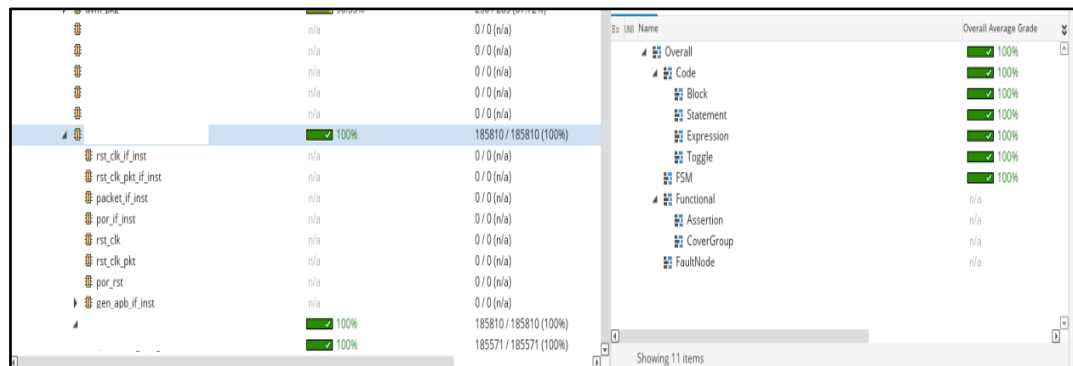 n/a 0 / 0 (n/a)
n/a 0 / 0 (n/a)
n/a 0 / 0 (n/a)
n/a 0 / 0 (n/a)
n/a 0 / 0 (n/a)
100% 185810 / 185810 (100%)
rst_clk_if_inst n/a 0 / 0 (n/a)
rst_clk_pkt_if_inst n/a 0 / 0 (n/a)
packet_if_inst n/a 0 / 0 (n/a)
por_if_inst n/a 0 / 0 (n/a)
rst_clk n/a 0 / 0 (n/a)
rst_clk_pkt n/a 0 / 0 (n/a)
por_rst n/a 0 / 0 (n/a)
gen_apb_if_inst n/a 0 / 0 (n/a)
100% 185810 / 185810 (100%)
100% 185571 / 185571 (100%)
Ex UNR Name Overall Average Grade
Overall 100%
Code 100%
Block 100%
Statement 100%
Expression 100%
Toggle 100%
FSM 100%
Functional n/a
Assertion n/a
CoverGroup n/a
FaultNode n/a
Showing 11 items